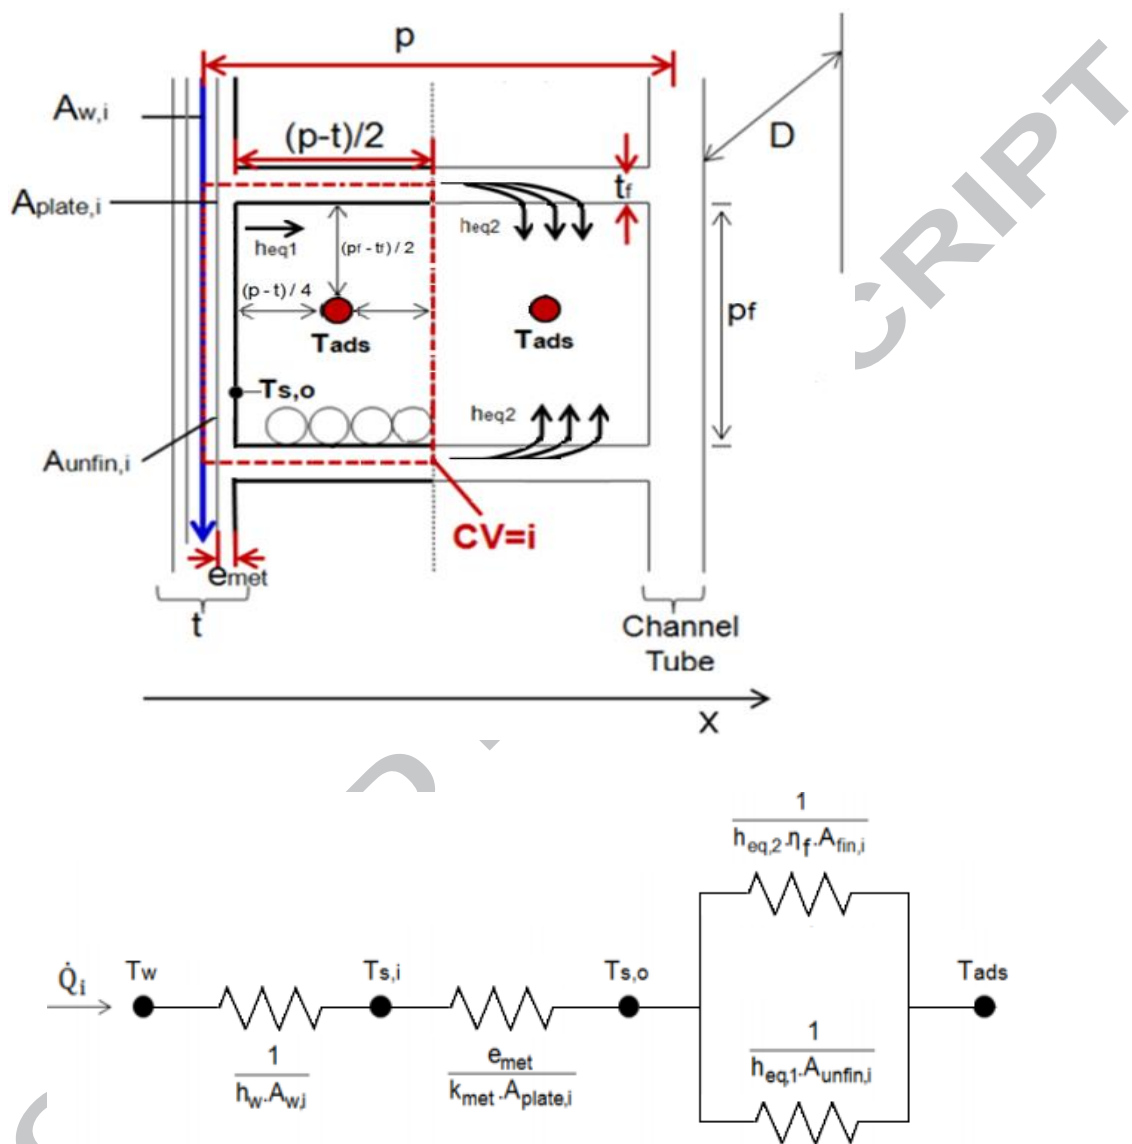 p
Aw,i
(p-t)/2
D
Aplate,i
tf
heq1
(pf - tf) / 2
heq2
(p - t) / 4
pf
Tads
Tads
Ts,o
heq2
Aunfin,i
CV=i
emet
t
Channel
Tube
x
CRIPT
1
heq,2.ηf.Afin,i
Q̇i
Tw
Ts,i
Ts,o
Tads
1
hw.Aw,i
emet
kmet.Aplate,i
1
heq,1.Aunfin,i